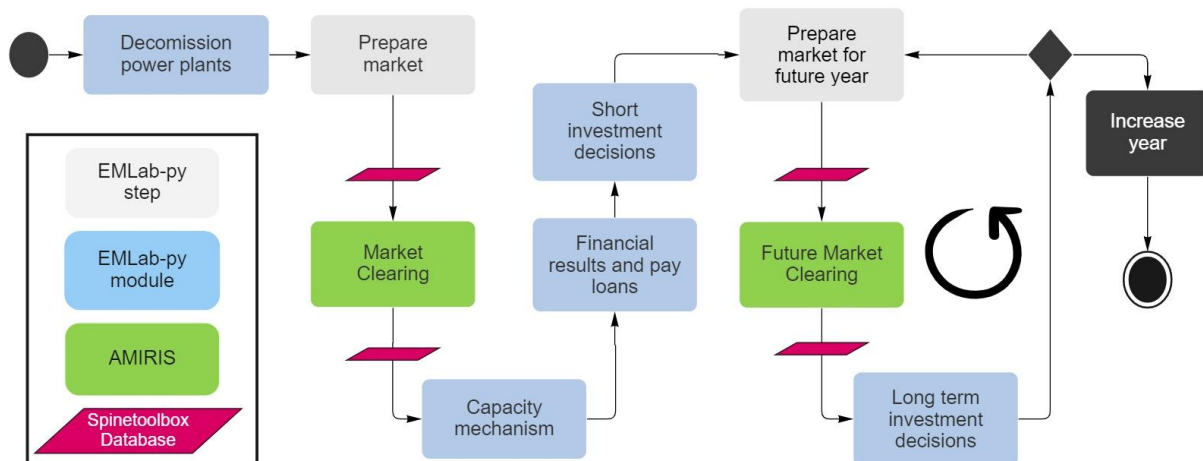 Decomission
power plants
Prepare
market
Market
Clearing
Capacity
mechanism
Financial
results and pay
loans
Short
investment
decisions
Prepare
market for
future year
Future Market
Clearing
Long term
investment
decisions
Increase
year
EMLab-py
step
EMLab-py
module
AMIRIS
Spinetoolbox
Database